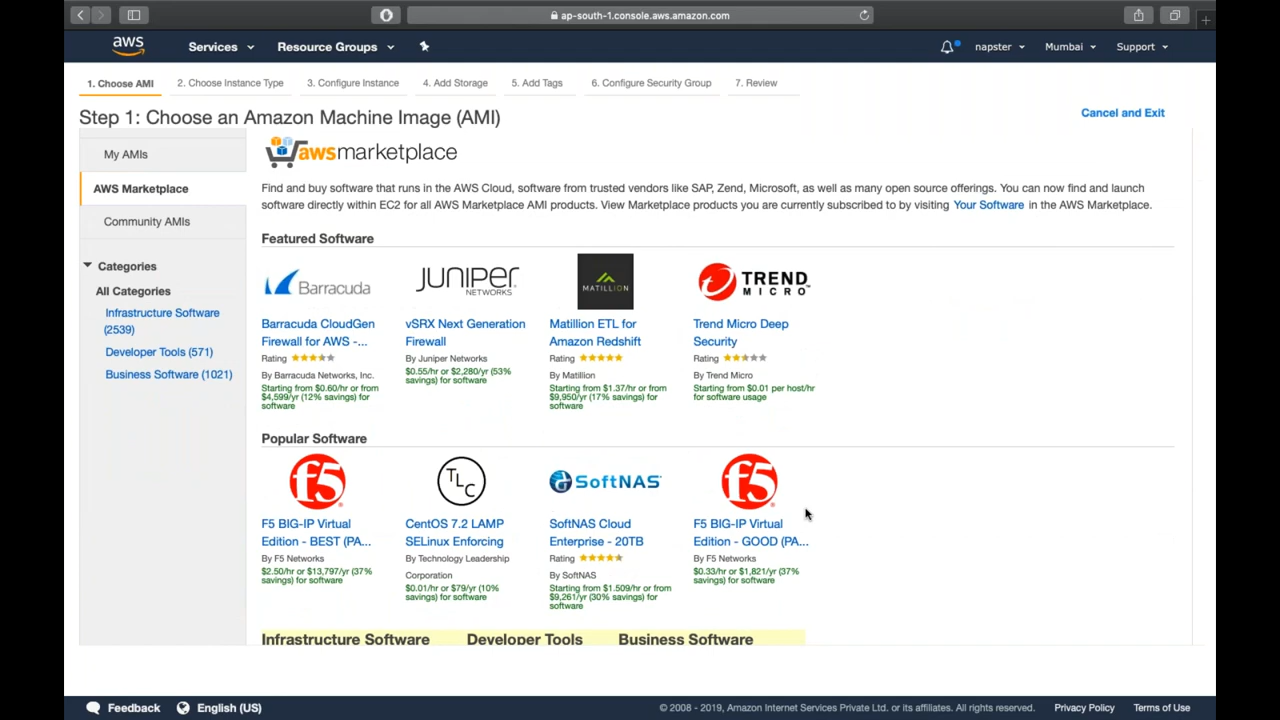 ap-south-1.console.aws.amazon.com
aws Services Resource Groups napster Mumbai Support
1. Choose AMI 2. Choose Instance Type 3. Configure Instance 4. Add Storage 5. Add Tags 6. Configure Security Group 7. Review
Step 1: Choose an Amazon Machine Image (AMI)
Cancel and Exit
My AMIs
AWS Marketplace
Community AMIs
Categories
All Categories
Infrastructure Software
(2539)
Developer Tools (571)
Business Software (1021)
awsmarketplace
Find and buy software that runs in the AWS Cloud, software from trusted vendors like SAP, Zend, Microsoft, as well as many open source offerings. You can now find and launch
software directly within EC2 for all AWS Marketplace AMI products. View Marketplace products you are currently subscribed to by visiting Your Software in the AWS Marketplace.
Featured Software
Barracuda
Barracuda CloudGen
Firewall for AWS -...
Rating
By Barracuda Networks, Inc.
Starting from $0.60/hr or from
$4,599/yr (12% savings) for
software
JUNIPER
NETWORKS
vSRX Next Generation
Firewall
By Juniper Networks
$0.55/hr or $2,280/yr (53%
savings) for software
MATILLION
Matillion ETL for
Amazon Redshift
Rating
By Matillion
Starting from $1.37/hr or from
$9,950/yr (17% savings) for
software
TREND
MICRO
Trend Micro Deep
Security
Rating
By Trend Micro
Starting from $0.01 per host/hr
for software usage
Popular Software
f5
F5 BIG-IP Virtual
Edition - BEST (PA...
By F5 Networks
$2.50/hr or $13,797/yr (37%
savings) for software
TLC
CentOS 7.2 LAMP
SELinux Enforcing
By Technology Leadership
Corporation
$0.01/hr or $79/yr (10%
savings) for software
SoftNAS
SoftNAS Cloud
Enterprise - 20TB
Rating
By SoftNAS
Starting from $1.509/hr or from
$9,261/yr (30% savings) for
software
f5
F5 BIG-IP Virtual
Edition - GOOD (PA...
By F5 Networks
$0.33/hr or $1,821/yr (37%
savings) for software
Infrastructure Software Developer Tools Business Software
Feedback English (US) © 2008 - 2019, Amazon Internet Services Private Ltd. or its affiliates. All rights reserved. Privacy Policy Terms of Use